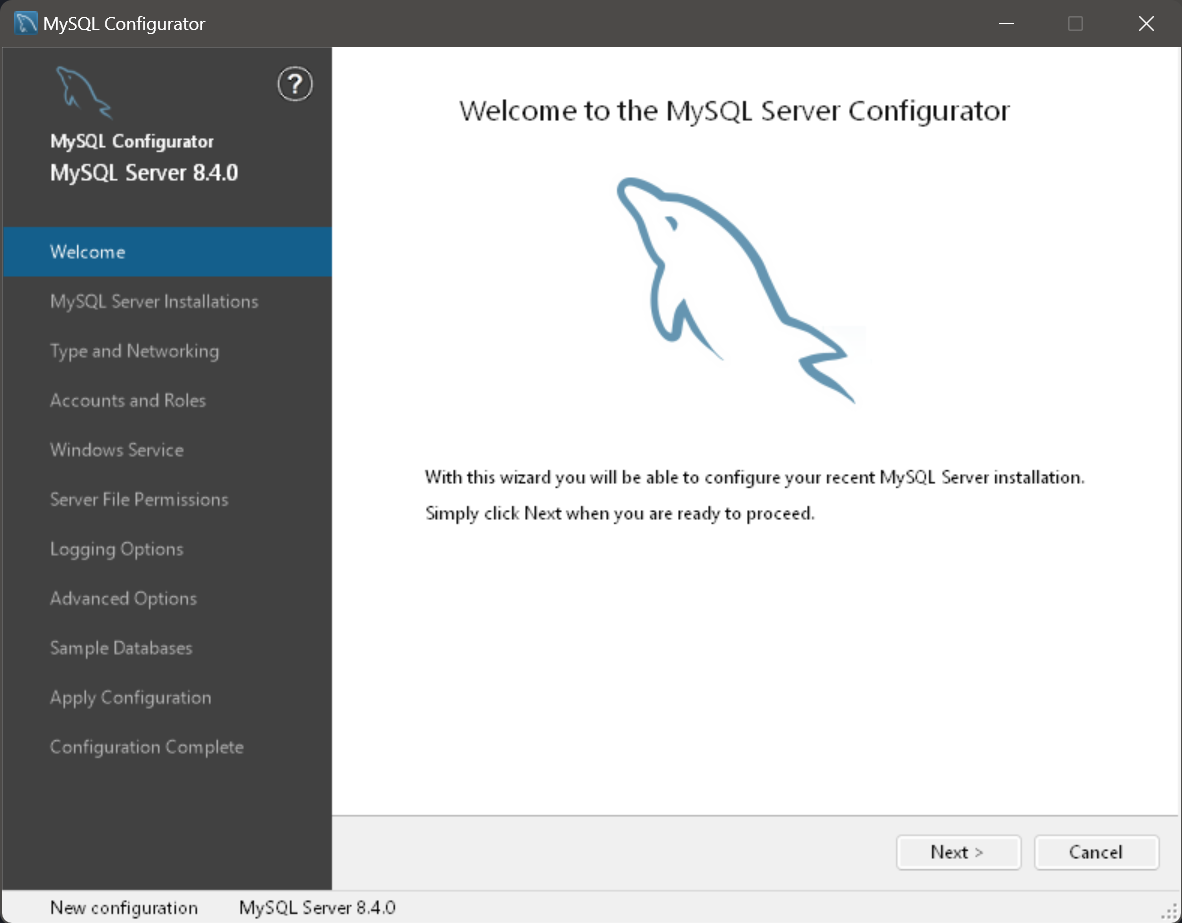 MySQL Configurator
?
MySQL Configurator
MySQL Server 8.4.0
Welcome
MySQL Server Installations
Type and Networking
Accounts and Roles
Windows Service
Server File Permissions
Logging Options
Advanced Options
Sample Databases
Apply Configuration
Configuration Complete
Welcome to the MySQL Server Configurator
With this wizard you will be able to configure your recent MySQL Server installation.
Simply click Next when you are ready to proceed.
Next > Cancel
New configuration MySQL Server 8.4.0